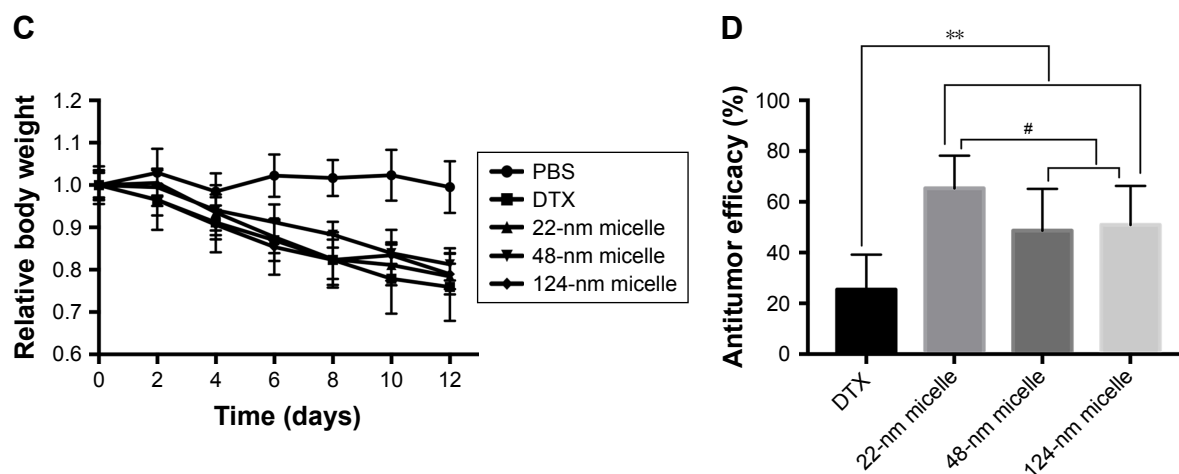 C
Relative body weight
1.2
1.1
1.0
0.9
0.8
0.7
0.6
0 2 4 6 8 10 12
Time (days)
PBS
DTX
22-nm micelle
48-nm micelle
124-nm micelle
D
**
#
Antitumor efficacy (%)
100
80
60
40
20
0
DTX
22-nm micelle
48-nm micelle
124-nm micelle